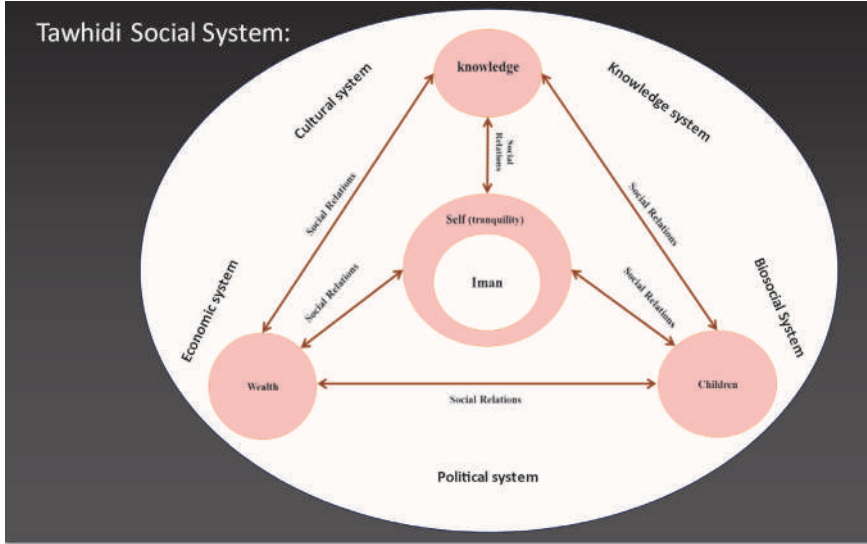 Tawhidi Social System:
Cultural system
knowledge
Knowledge system
Social
Relations
Social Relations
Social Relations
Self (tranquility)
Iman
Social Relations
Social Relations
Economic system
Biosocial System
Wealth
Children
Social Relations
Political system